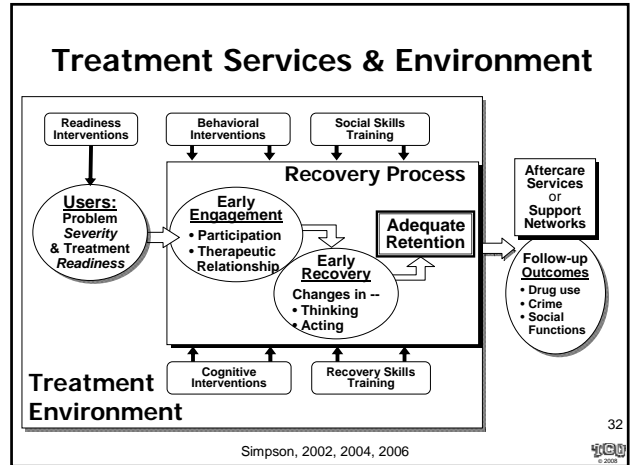 Treatment Services & Environment
Readiness
Interventions
Behavioral
Interventions
Social Skills
Training
Recovery Process
Users:
Problem
Severity
& Treatment
Readiness
Early
Engagement
• Participation
• Therapeutic
Relationship
Early
Recovery
Changes in --
• Thinking
• Acting
Adequate
Retention
Aftercare
Services
or
Support
Networks
Follow-up
Outcomes
• Drug use
• Crime
• Social
Functions
Cognitive
Interventions
Recovery Skills
Training
Treatment
Environment
32
Simpson, 2002, 2004, 2006
© 2008